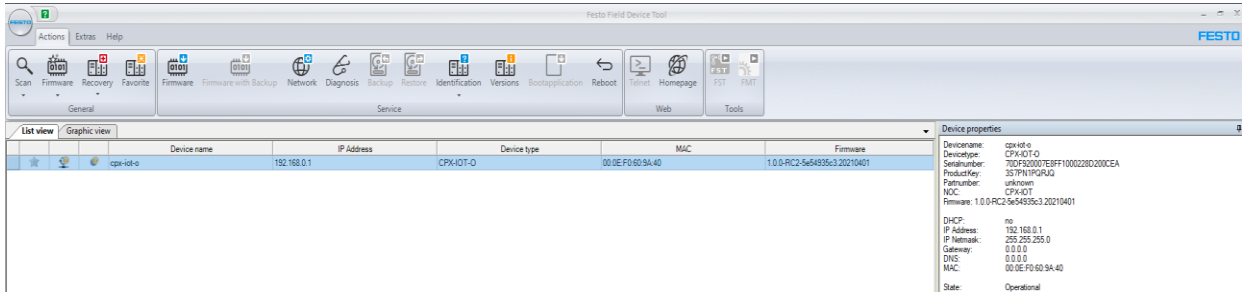 Festo Field Device Tool
FESTO
Actions Extras Help
FESTO
Scan Firmware Recovery Favorite Firmware Firmware with Backup Network Diagnosis Backup Restore Identification Versions Bootapplication Reboot Telnet Homepage FST FMT
General Service Web Tools
List view Graphic view
Device name IP Address Device type MAC Firmware
cpx-iot-o 192.168.0.1 CPX-IOT-O 00:0E:F0:60:9A:40 1.0.0-RC2-5e54935c3.20210401
Device properties
Devicename: cpx-iot-o
Devicetype: CPX-IOT-O
Serialnumber: 70DF920007E8FF1000228D200CEA
ProductKey: 3S7PN1PQRJQ
Partnumber: unknown
NOC: CPX-IOT
Firmware: 1.0.0-RC2-5e54935c3.20210401
DHCP: no
IP Address: 192.168.0.1
IP Netmask: 255.255.255.0
Gateway: 0.0.0.0
DNS: 0.0.0.0
MAC: 00:0E:F0:60:9A:40
State: Operational